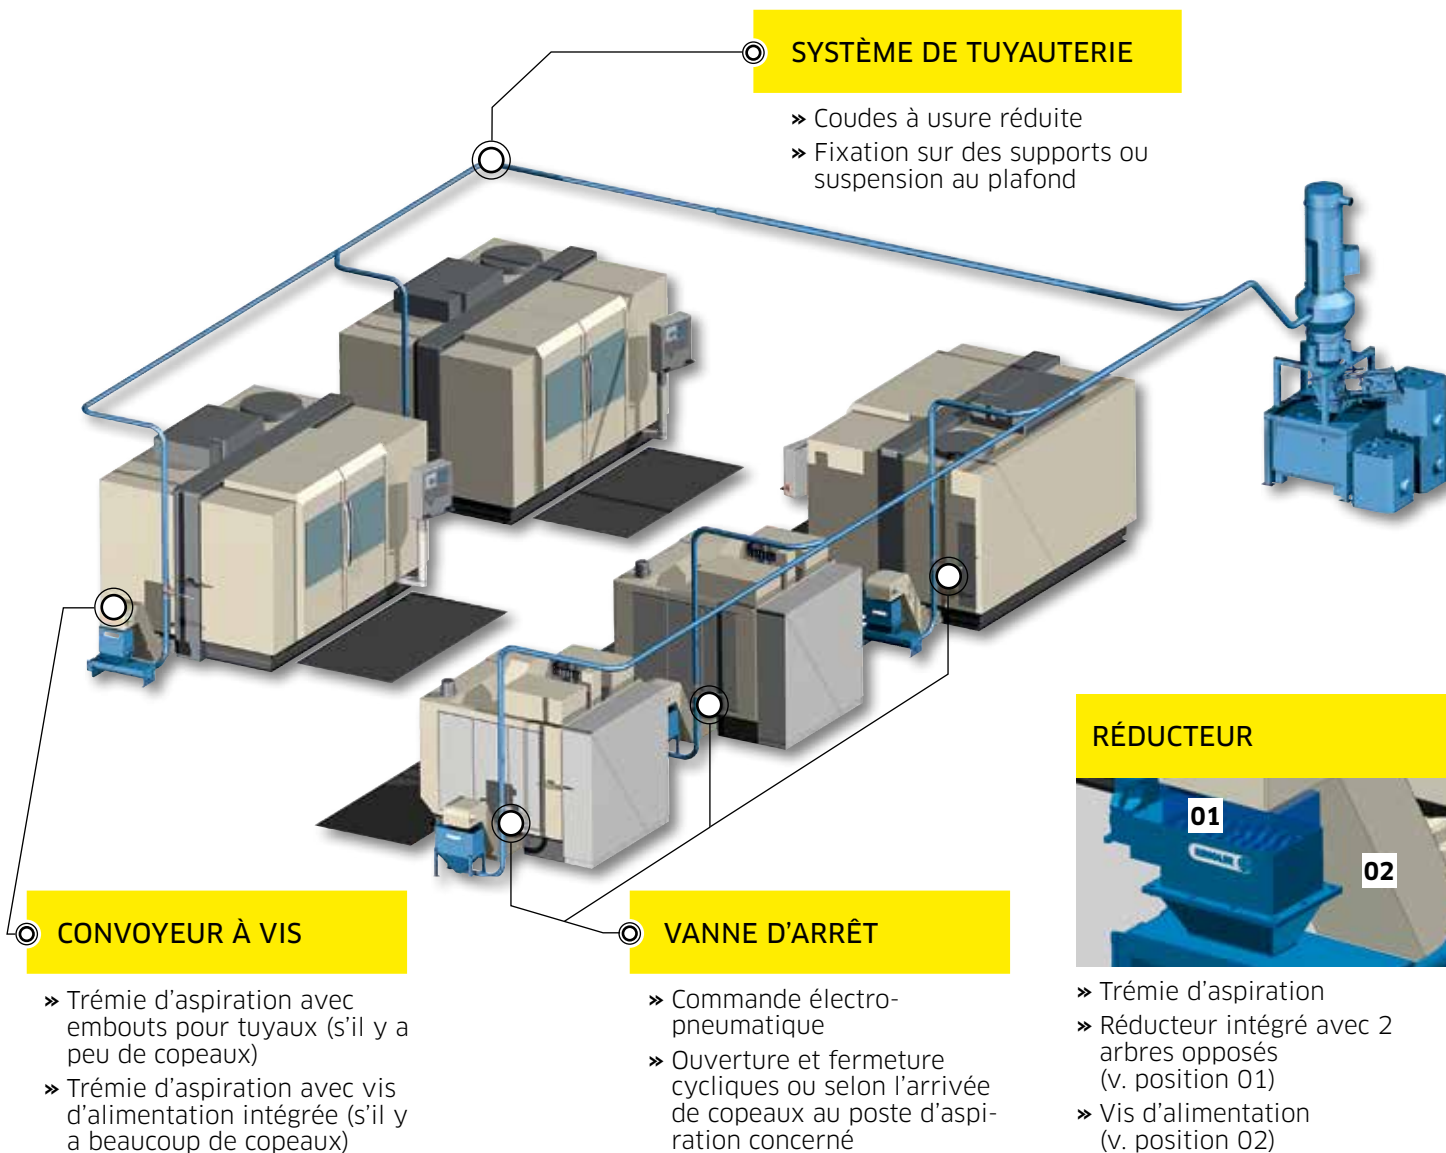 SYSTÈME DE TUYAUTERIE
» Coudes à usure réduite
» Fixation sur des supports ou
suspension au plafond
RÉDUCTEUR
01
02
» Trémie d'aspiration
» Réducteur intégré avec 2
arbres opposés
(v. position 01)
» Vis d'alimentation
(v. position 02)
CONVOYEUR À VIS
» Trémie d'aspiration avec
embouts pour tuyaux (s'il y a
peu de copeaux)
» Trémie d'aspiration avec vis
d'alimentation intégrée (s'il y
a beaucoup de copeaux)
VANNE D'ARRÊT
» Commande électro-
pneumatique
» Ouverture et fermeture
cycliques ou selon l'arrivée
de copeaux au poste d'aspi-
ration concerné